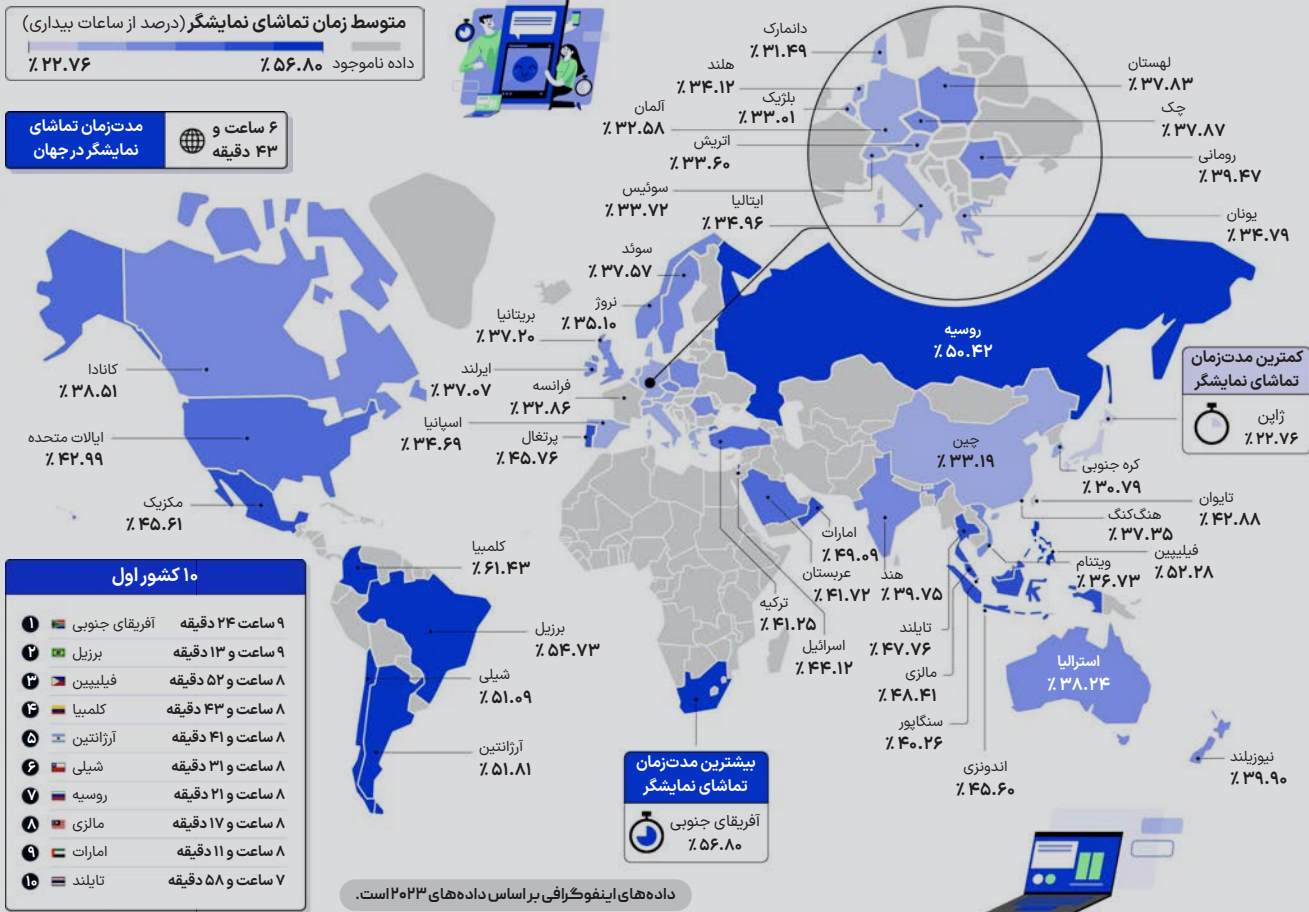 متوسط زمان تماشای نمایشگر (درصد از ساعات بیداری)
٪۲۲.۷۶
٪۵۶.۸۰
داده ناموجود
مدت‌زمان تماشای
نمایشگر در جهان
۶ ساعت و
۴۳ دقیقه
دانمارک
٪۳۱.۴۹
هلند
٪۳۴.۱۲
بلژیک
٪۳۳.۰۱
آلمان
٪۳۲.۵۸
اتریش
٪۳۳.۶۰
سوئیس
٪۳۳.۷۲
ایتالیا
٪۳۴.۹۶
لهستان
٪۳۷.۸۳
چک
٪۳۷.۸۷
رومانی
٪۳۹.۴۷
یونان
٪۳۴.۷۹
سوئد
٪۳۷.۵۷
نروژ
٪۳۵.۱۰
بریتانیا
٪۳۷.۲۰
ایرلند
٪۳۷.۰۷
فرانسه
٪۳۲.۸۶
اسپانیا
٪۳۴.۶۹
پرتغال
٪۴۵.۷۶
روسیه
٪۵۰.۴۲
کمترین مدت‌زمان
تماشای نمایشگر
ژاپن
٪۲۲.۷۶
کانادا
٪۳۸.۵۱
ایالات متحده
٪۴۲.۹۹
مکزیک
٪۴۵.۶۱
چین
٪۳۳.۱۹
کره جنوبی
٪۳۰.۷۹
تایوان
٪۴۲.۸۸
هنگ‌کنگ
٪۳۷.۳۵
فیلیپین
٪۵۲.۲۸
ویتنام
٪۳۶.۷۳
امارات
٪۴۹.۰۹
عربستان
٪۴۱.۷۲
هند
٪۳۹.۷۵
ترکیه
٪۴۱.۲۵
اسرائیل
٪۴۴.۱۲
تایلند
٪۴۷.۷۶
مالزی
٪۴۸.۴۱
سنگاپور
٪۴۰.۲۶
اندونزی
٪۴۵.۶۰
استرالیا
٪۳۸.۲۴
نیوزیلند
٪۳۹.۹۰
کلمبیا
٪۶۱.۴۳
برزیل
٪۵۴.۷۳
شیلی
٪۵۱.۰۹
آرژانتین
٪۵۱.۸۱
بیشترین مدت‌زمان
تماشای نمایشگر
آفریقای جنوبی
٪۵۶.۸۰
۱۰ کشور اول
۱ آفریقای جنوبی ۹ ساعت ۲۴ دقیقه
۲ برزیل ۹ ساعت و ۱۳ دقیقه
۳ فیلیپین ۸ ساعت و ۵۲ دقیقه
۴ کلمبیا ۸ ساعت و ۴۳ دقیقه
۵ آرژانتین ۸ ساعت و ۴۱ دقیقه
۶ شیلی ۸ ساعت و ۳۱ دقیقه
۷ روسیه ۸ ساعت و ۲۱ دقیقه
۸ مالزی ۸ ساعت و ۱۷ دقیقه
۹ امارات ۸ ساعت و ۱۱ دقیقه
۱۰ تایلند ۷ ساعت و ۵۸ دقیقه
داده‌های اینفوگرافی بر اساس داده‌های ۲۰۲۳ است.